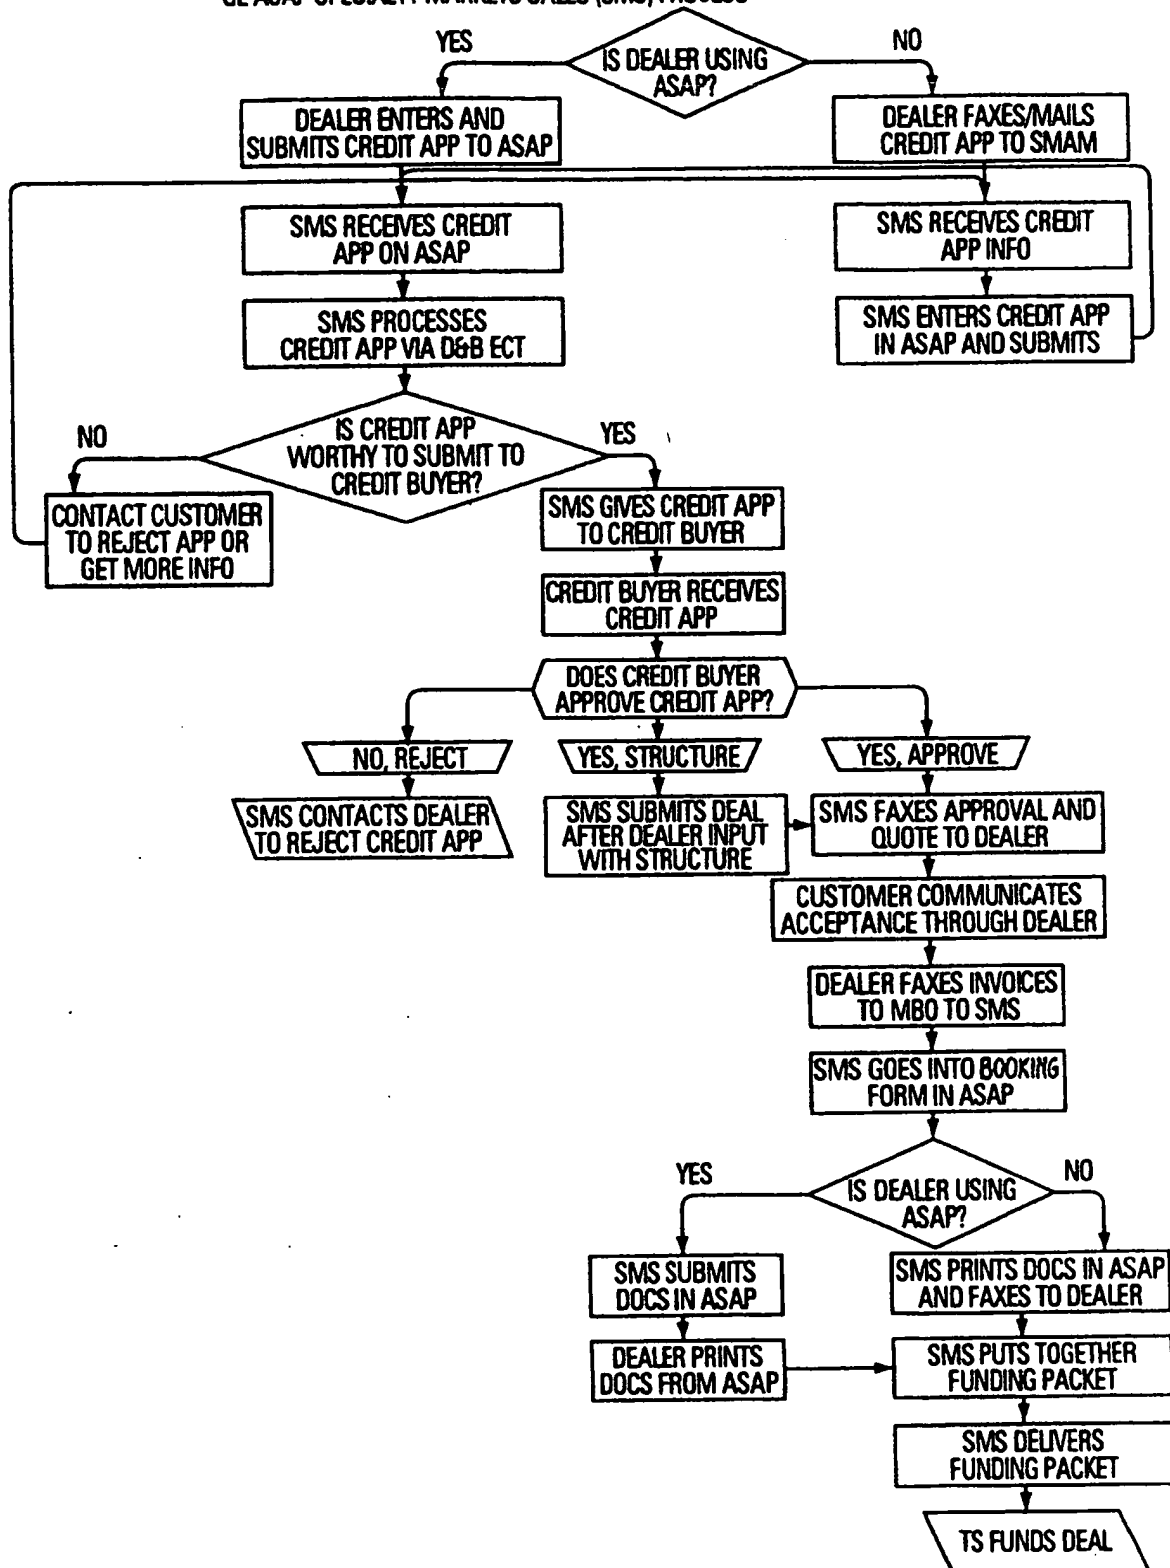 YES
NO
IS DEALER USING
ASAP?
DEALER ENTERS AND
SUBMITS CREDIT APP TO ASAP
DEALER FAXES/MAILS
CREDIT APP TO SMAM
SMS RECEIVES CREDIT
APP ON ASAP
SMS RECEIVES CREDIT
APP INFO
SMS PROCESSES
CREDIT APP VIA D&B ECT
SMS ENTERS CREDIT APP
IN ASAP AND SUBMITS
NO
IS CREDIT APP
WORTHY TO SUBMIT TO
CREDIT BUYER?
YES
CONTACT CUSTOMER
TO REJECT APP OR
GET MORE INFO
SMS GIVES CREDIT APP
TO CREDIT BUYER
CREDIT BUYER RECEIVES
CREDIT APP
DOES CREDIT BUYER
APPROVE CREDIT APP?
NO, REJECT
YES, STRUCTURE
YES, APPROVE
SMS CONTACTS DEALER
TO REJECT CREDIT APP
SMS SUBMITS DEAL
AFTER DEALER INPUT
WITH STRUCTURE
SMS FAXES APPROVAL AND
QUOTE TO DEALER
CUSTOMER COMMUNICATES
ACCEPTANCE THROUGH DEALER
DEALER FAXES INVOICES
TO MBO TO SMS
SMS GOES INTO BOOKING
FORM IN ASAP
YES
NO
IS DEALER USING
ASAP?
SMS SUBMITS
DOCS IN ASAP
SMS PRINTS DOCS IN ASAP
AND FAXES TO DEALER
DEALER PRINTS
DOCS FROM ASAP
SMS PUTS TOGETHER
FUNDING PACKET
SMS DELIVERS
FUNDING PACKET
TS FUNDS DEAL